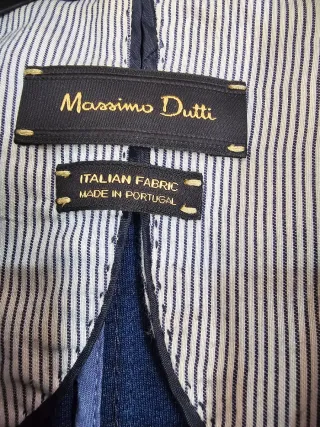 Massimo Dutti
ITALIAN FABRIC
MADE IN PORTUGAL